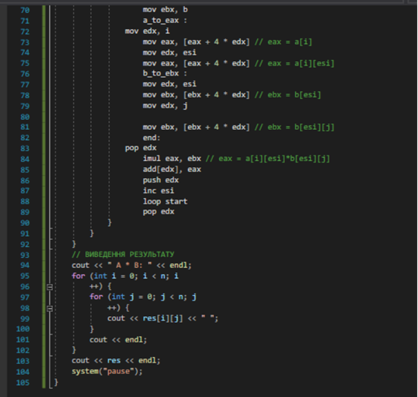 70 mov ebx, b
71 a_to_eax :
72 mov edx, i
73 mov eax, [eax + 4 * edx] // eax = a[i]
74 mov edx, esi
75 mov eax, [eax + 4 * edx] // eax = a[i][esi]
76 b_to_ebx :
77 mov edx, esi
78 mov ebx, [ebx + 4 * edx] // ebx = b[esi]
79 mov edx, j
80
81 mov ebx, [ebx + 4 * edx] // ebx = b[esi][j]
82 end:
83 pop edx
84 imul eax, ebx // eax = a[i][esi]*b[esi][j]
85 add[edx], eax
86 push edx
87 inc esi
88 loop start
89 pop edx
90 }
91 }
92 }
93 // ВИВЕДЕННЯ РЕЗУЛЬТАТУ
94 cout << " A * B: " << endl;
95 for (int i = 0; i < n; i
96 ++) {
97 for (int j = 0; j < n; j
98 ++) {
99 cout << res[i][j] << " ";
100 }
101 cout << endl;
102 }
103 cout << res << endl;
104 system("pause");
105 }